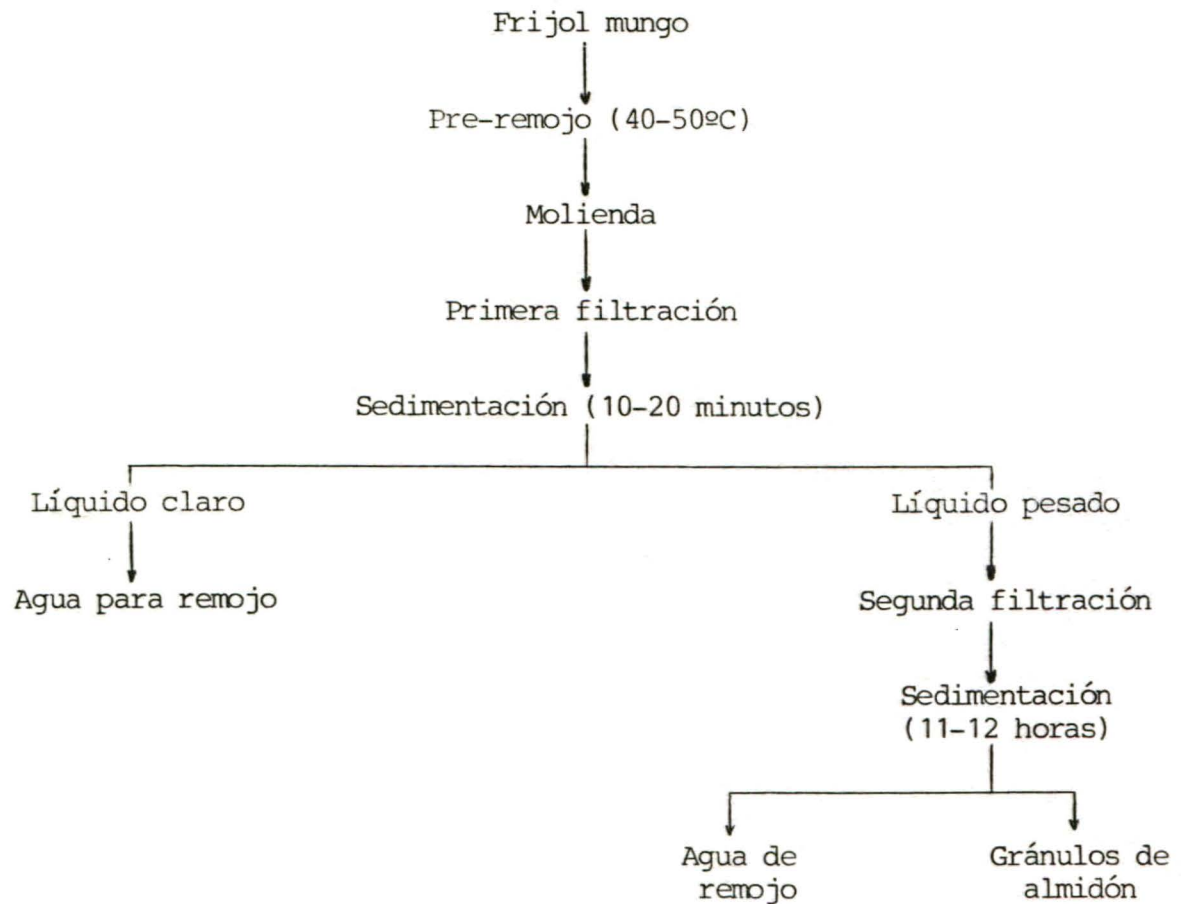 Frijol mungo
Pre-remojo (40-50ºC)
Molienda
Primera filtración
Sedimentación (10-20 minutos)
Líquido claro
Líquido pesado
Agua para remojo
Segunda filtración
Sedimentación
(11-12 horas)
Agua de
remojo
Gránulos de
almidón